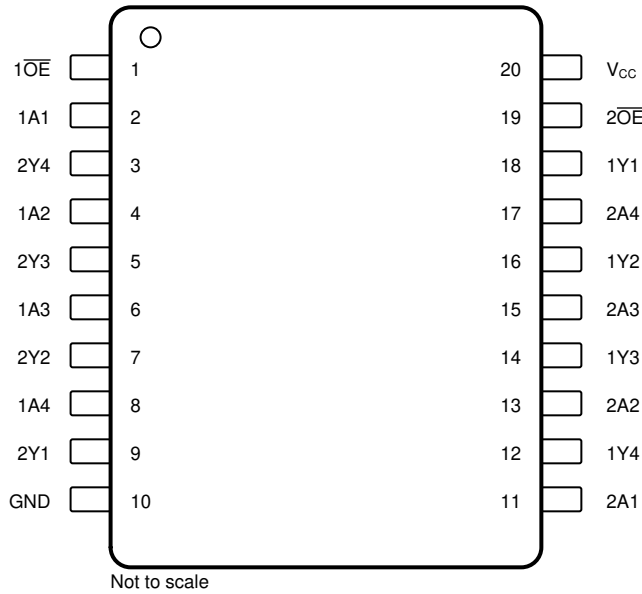 1O̅E̅ 1 20 VCC
1A1 2 19 2O̅E̅
2Y4 3 18 1Y1
1A2 4 17 2A4
2Y3 5 16 1Y2
1A3 6 15 2A3
2Y2 7 14 1Y3
1A4 8 13 2A2
2Y1 9 12 1Y4
GND 10 11 2A1
Not to scale